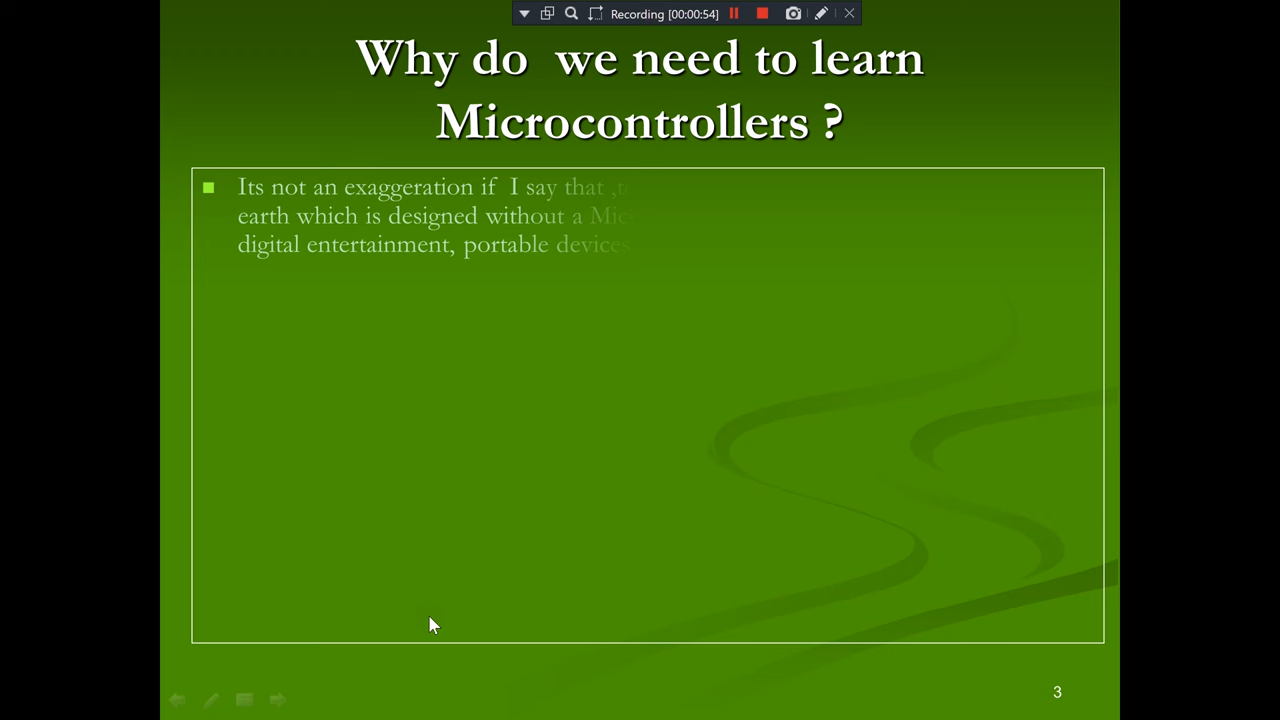 Recording [00:00:54]
Why do we need to learn
Microcontrollers ?
Its not an exaggeration if I say that
earth which is designed without a
digital entertainment, portable devices
3